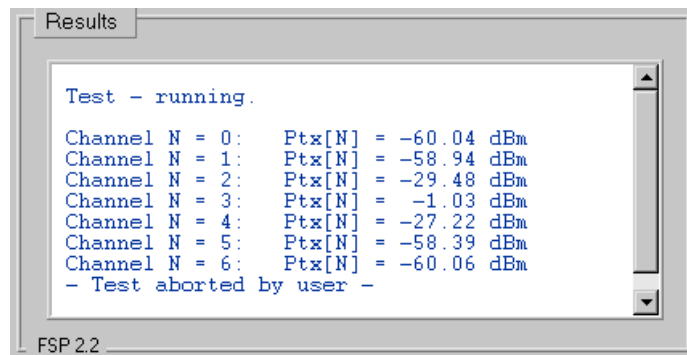 Results
Test - running.
Channel N = 0: Ptx[N] = -60.04 dBm
Channel N = 1: Ptx[N] = -58.94 dBm
Channel N = 2: Ptx[N] = -29.48 dBm
Channel N = 3: Ptx[N] = -1.03 dBm
Channel N = 4: Ptx[N] = -27.22 dBm
Channel N = 5: Ptx[N] = -58.39 dBm
Channel N = 6: Ptx[N] = -60.06 dBm
- Test aborted by user -
FSP 2.2